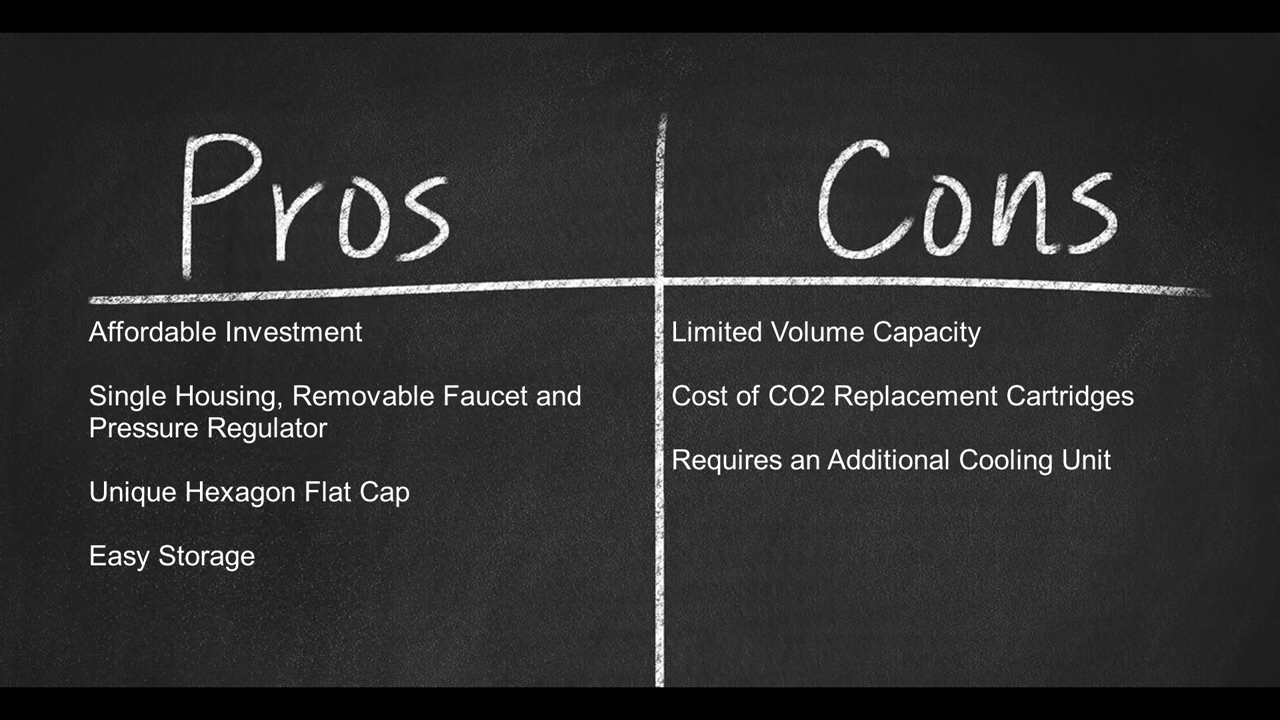 Pros
Cons
Affordable Investment
Single Housing, Removable Faucet and
Pressure Regulator
Unique Hexagon Flat Cap
Easy Storage
Limited Volume Capacity
Cost of CO2 Replacement Cartridges
Requires an Additional Cooling Unit